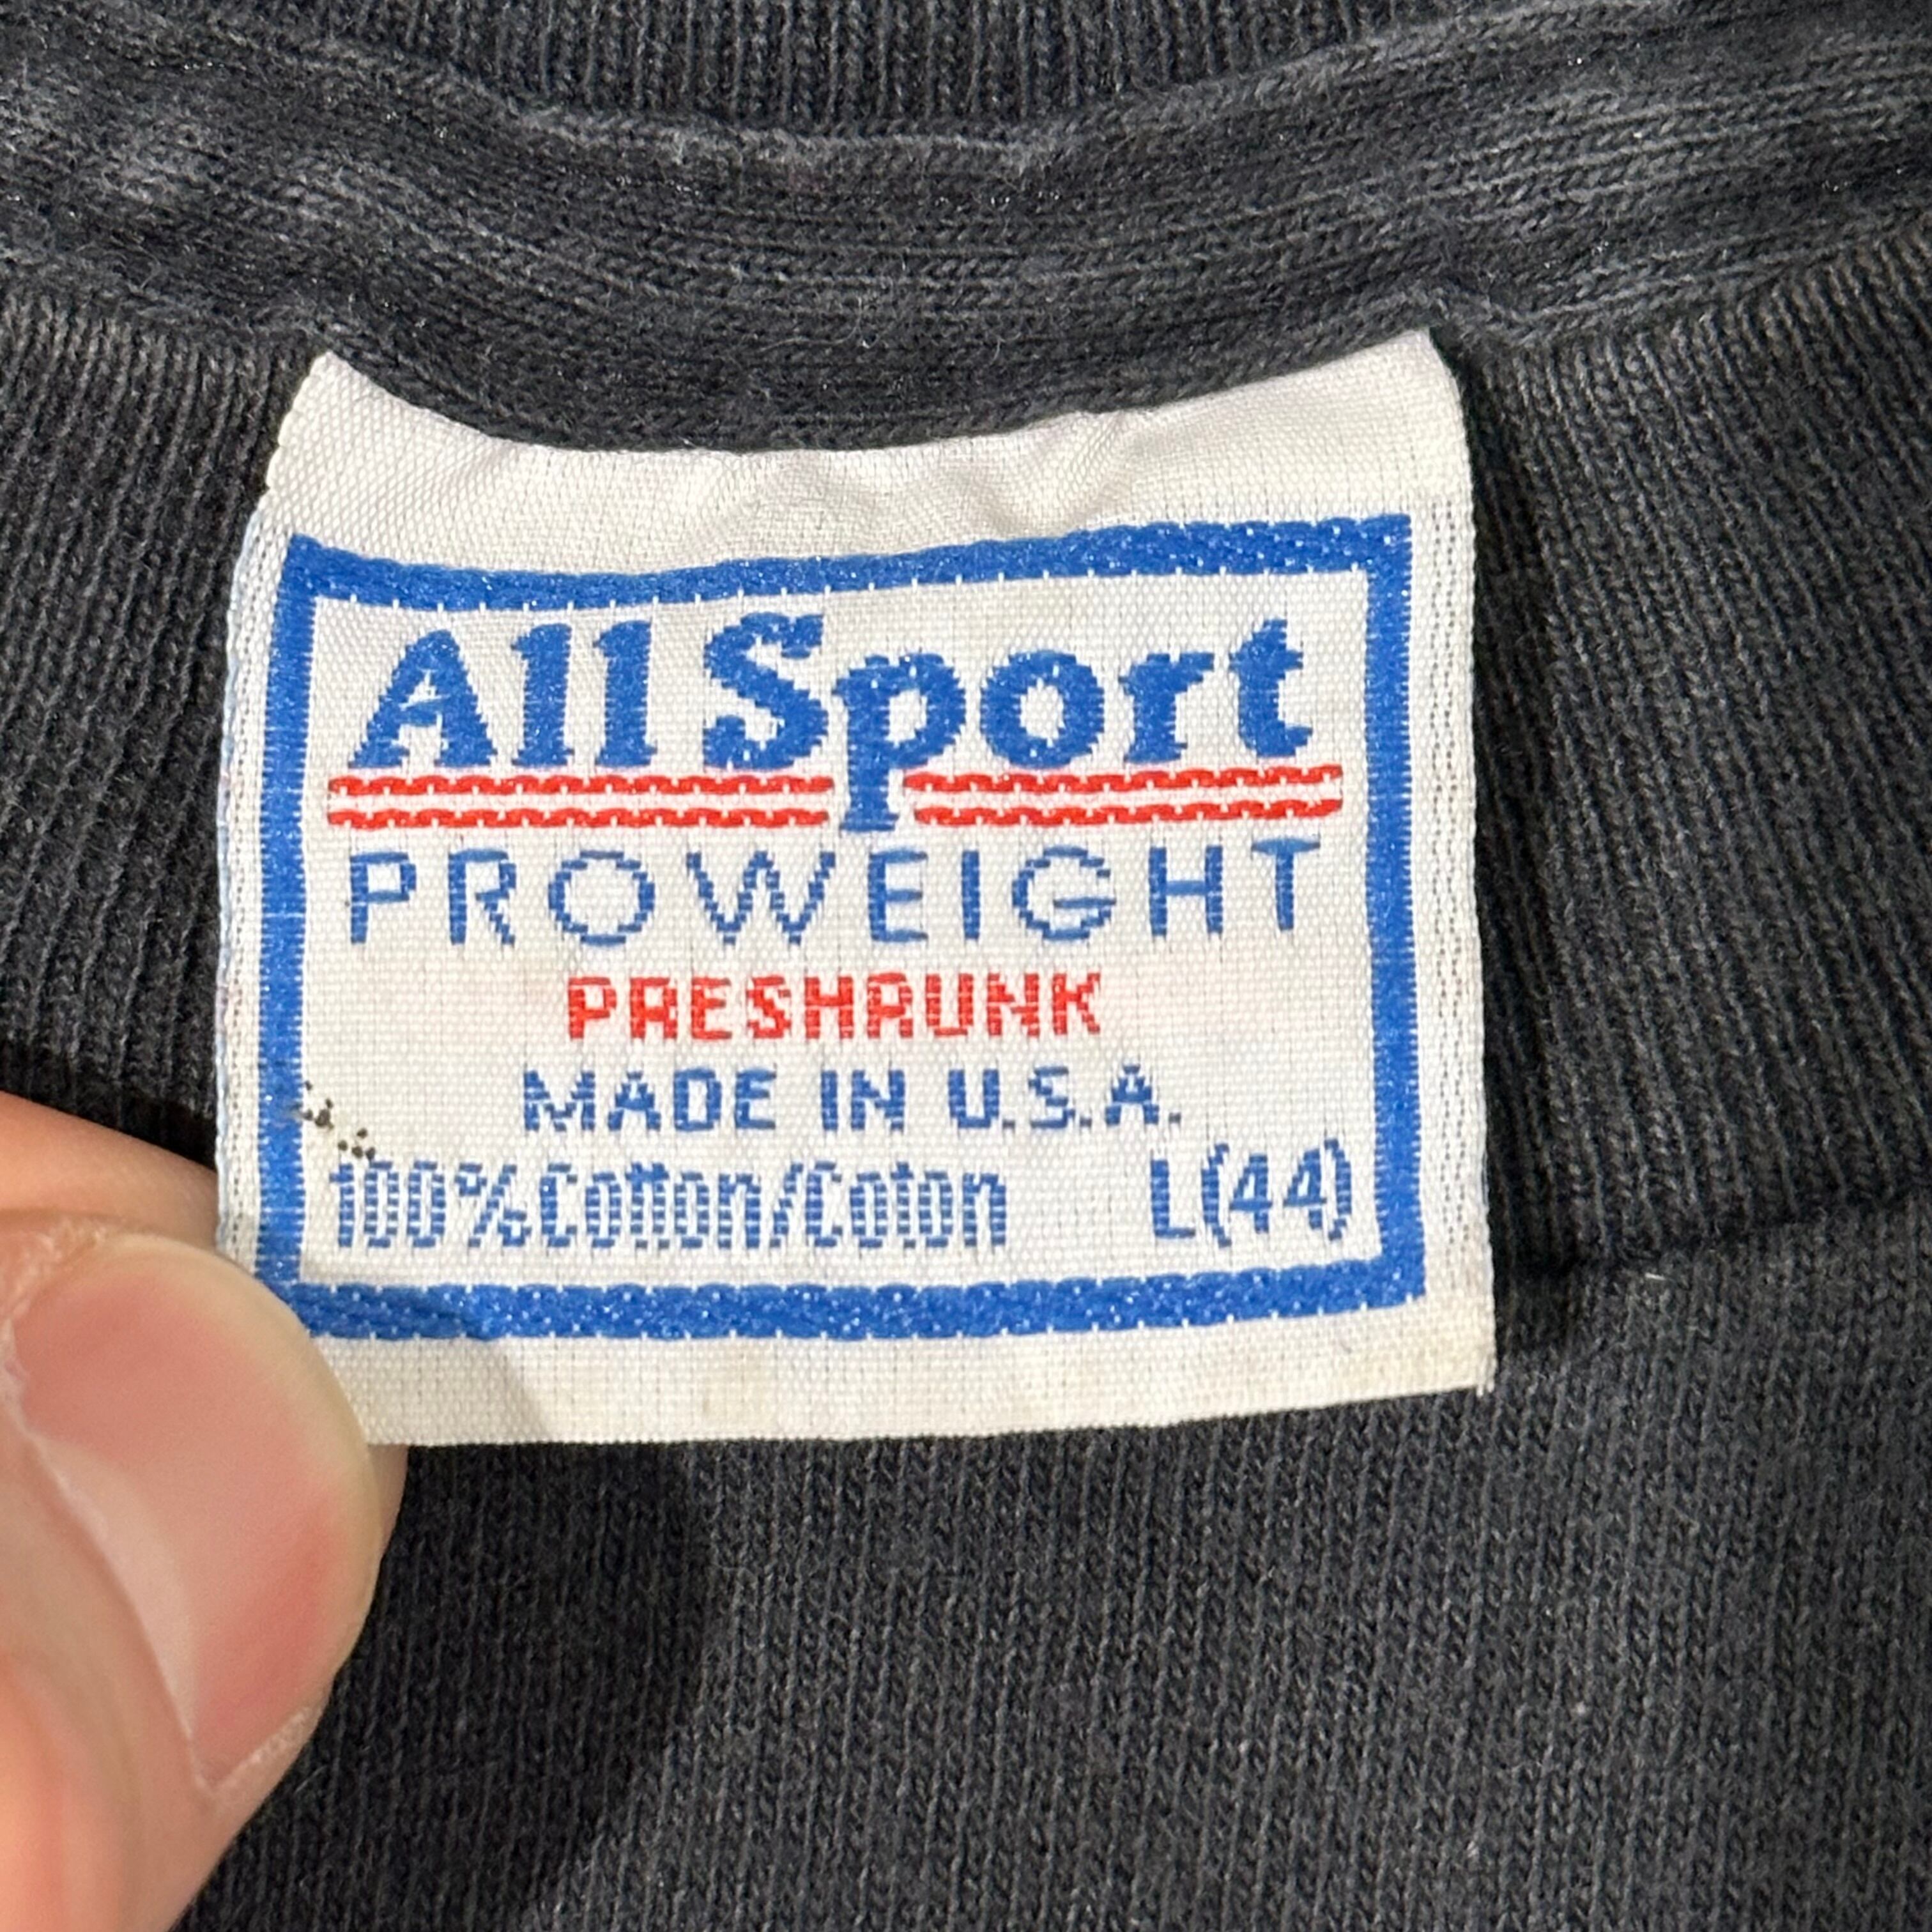 All Sport
PROWEIGHT
PRESHRUNK
MADE IN U.S.A.
100% Cotton/Coton L(44)